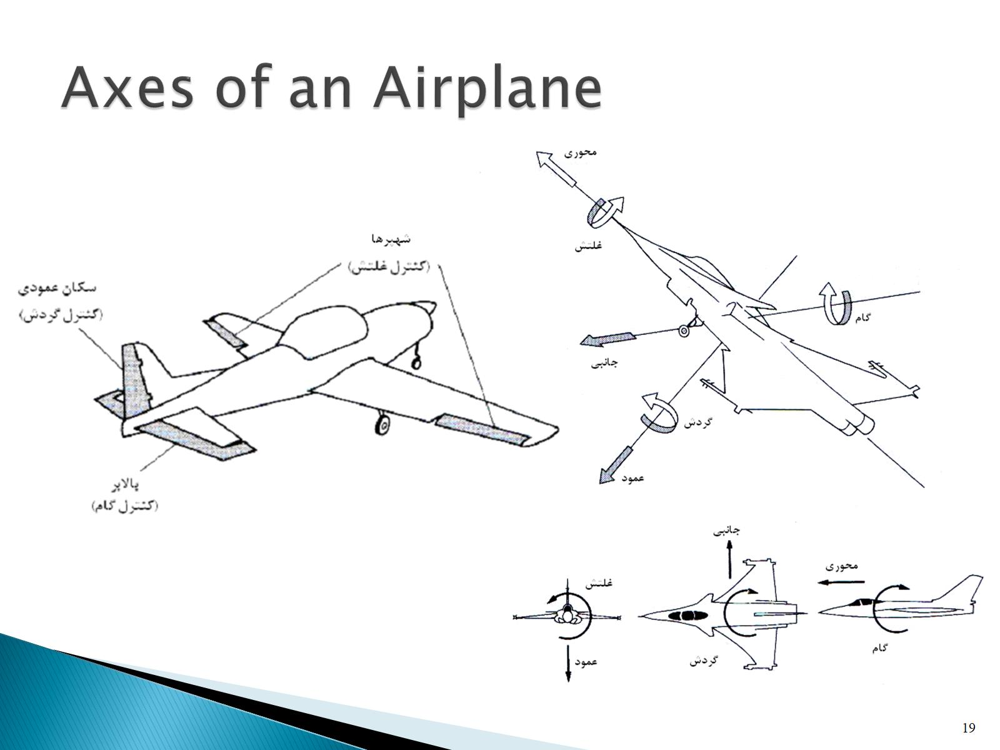 Axes of an Airplane
شهپرها
(کنترل غلتش)
سکان عمودی
(کنترل گردش)
پالاپر
(کنترل گام)
محوری
غلتش
گام
جانبی
گردش
عمود
جانبی
محوری
غلتش
عمود
گردش
گام
19